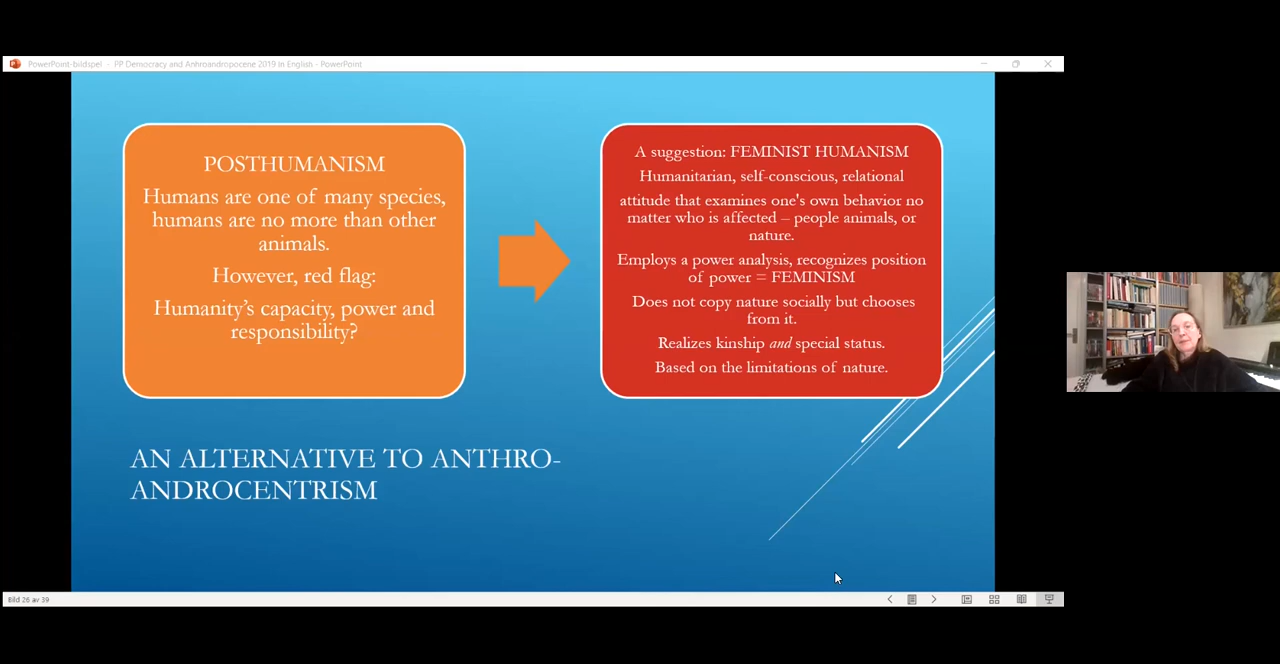 PowerPoint-bildspel - PP Democracy and Anhroandropocene 2019 in English - PowerPoint
POSTHUMANISM
Humans are one of many species,
humans are no more than other
animals.
However, red flag:
Humanity's capacity, power and
responsibility?
A suggestion: FEMINIST HUMANISM
Humanitarian, self-conscious, relational
attitude that examines one's own behavior no
matter who is affected – people animals, or
nature.
Employs a power analysis, recognizes position
of power = FEMINISM
Does not copy nature socially but chooses
from it.
Realizes kinship and special status.
Based on the limitations of nature.
AN ALTERNATIVE TO ANTHRO-
ANDROCENTRISM
Bild 26 av 39